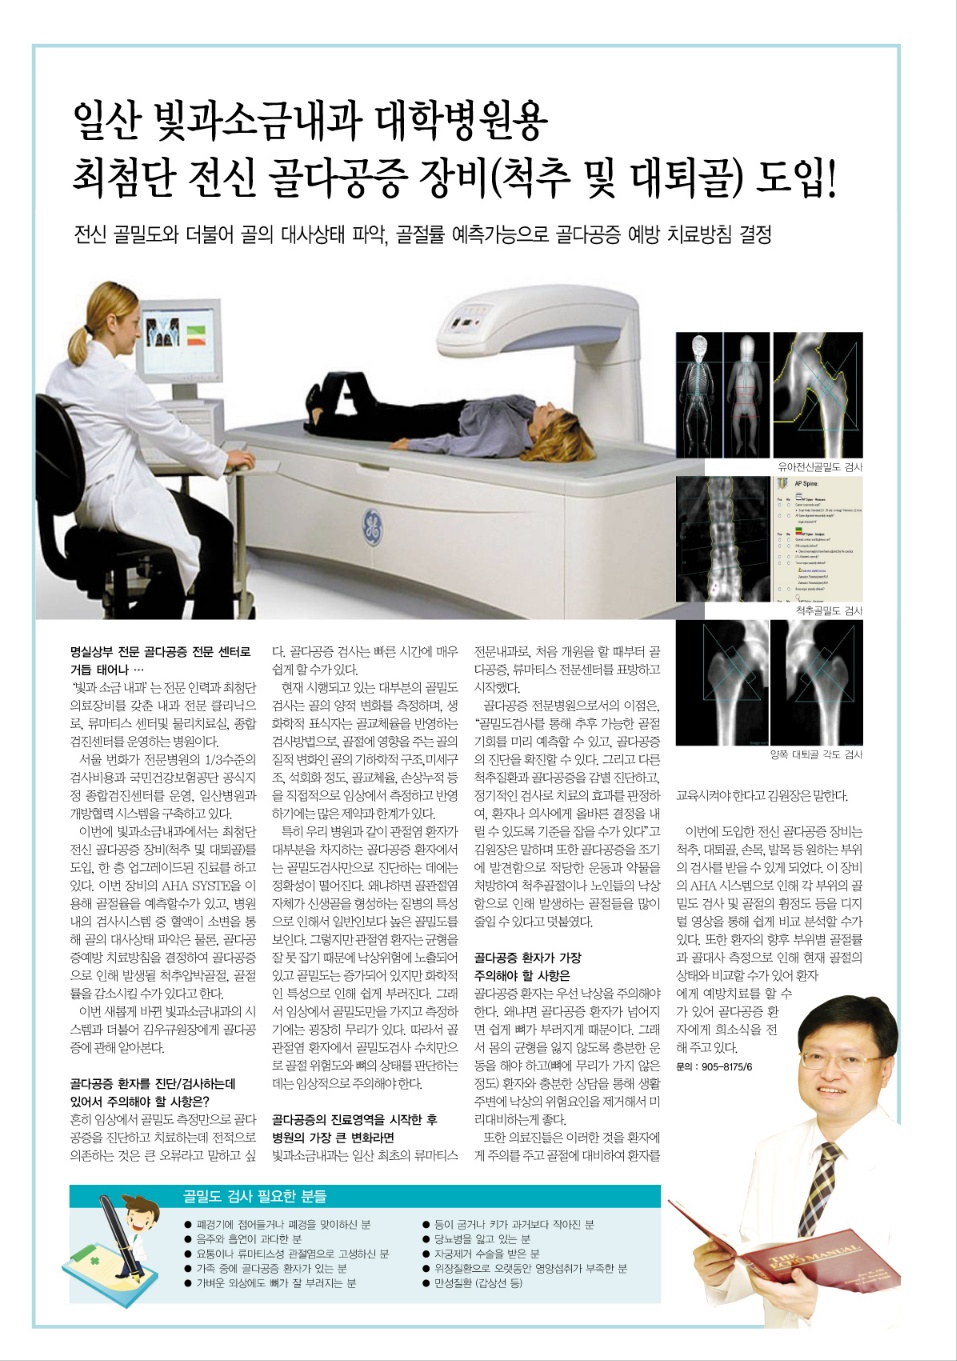 일산 빛과소금내과 대학병원용
최첨단 전신 골다공증 장비(척추 및 대퇴골) 도입!
전신 골밀도와 더불어 골의 대사상태 파악, 골절률 예측가능으로 골다공증 예방 치료방침 결정
유아전신골밀도 검사
AP Spine
척추골밀도 검사
양쪽 대퇴골 각도 검사
명실상부 전문 골다공증 전문 센터로
거듭 태어나 …
‘빛과 소금 내과’ 는 전문 인력과 최첨단
의료장비를 갖춘 내과 전문 클리닉으
로, 류마티스 센터및 물리치료실, 종합
검진센터를 운영하는 병원이다.
서울 번화가 전문병원의 1/3수준의
검사비용과 국민건강보험공단 공식지
정 종합검진센터를 운영, 일산병원과
개방협력 시스템을 구축하고 있다.
이번에 빛과소금내과에서는 최첨단
전신 골다공증 장비(척추 및 대퇴골)를
도입, 한 층 업그레이드된 진료를 하고
있다. 이번 장비의 AHA SYSTE을 이
용해 골절율을 예측할수가 있고, 병원
내의 검사시스템 중 혈액이 소변을 통
해 골의 대사상태 파악은 물론, 골다공
증예방 치료방침을 결정하여 골다공증
으로 인해 발생될 척추압박골절, 골절
률을 감소시킬 수가 있다고 한다.
이번 새롭게 바뀐 빛과소금내과의 시
스템과 더불어 김우규원장에게 골다공
증에 관해 알아본다.
골다공증 환자를 진단/검사하는데
있어서 주의해야 할 사항은?
흔히 임상에서 골밀도 측정만으로 골다
공증을 진단하고 치료하는데 전적으로
의존하는 것은 큰 오류라고 말하고 싶
다. 골다공증 검사는 빠른 시간에 매우
쉽게 할 수가 있다.
현재 시행되고 있는 대부분의 골밀도
검사는 골의 양적 변화를 측정하며, 생
화학적 표식자는 골교체율을 반영하는
검사방법으로, 골절에 영향을 주는 골의
질적 변화인 골의 기하학적 구조,미세구
조, 석회화 정도, 골교체율, 손상누적 등
을 직접적으로 임상에서 측정하고 반영
하기에는 많은 제약과 한계가 있다.
특히 우리 병원과 같이 관절염 환자가
대부분을 차지하는 골다공증 환자에서
는 골밀도검사만으로 진단하는 데에는
정확성이 떨어진다. 왜냐하면 골관절염
자체가 신생골을 형성하는 질병의 특성
으로 인해서 일반인보다 높은 골밀도를
보인다. 그렇지만 관절염 환자는 균형을
잘 못 잡기 때문에 낙상위험에 노출되어
있고 골밀도는 증가되어 있지만 화학적
인 특성으로 인해 쉽게 부러진다. 그래
서 임상에서 골밀도만을 가지고 측정하
기에는 굉장히 무리가 있다. 따라서 골
관절염 환자에서 골밀도검사 수치만으
로 골절 위험도와 뼈의 상태를 판단하는
데는 임상적으로 주의해야 한다.
골다공증의 진료영역을 시작한 후
병원의 가장 큰 변화라면
빛과소금내과는 일산 최초의 류마티스
전문내과로, 처음 개원을 할 때부터 골
다공증, 류마티스 전문센터를 표방하고
시작했다.
골다공증 전문병원으로서의 이점은,
“골밀도검사를 통해 추후 가능한 골절
기회를 미리 예측할 수 있고, 골다공증
의 진단을 확진할 수 있다. 그리고 다른
척추질환과 골다공증을 감별 진단하고,
정기적인 검사로 치료의 효과를 판정하
여, 환자나 의사에게 올바른 결정을 내
릴 수 있도록 기준을 잡을 수가 있다”고
김원장은 말하며 또한 골다공증을 조기
에 발견함으로 적당한 운동과 약물을
처방하여 척추골절이나 노인들의 낙상
함으로 인해 발생하는 골절들을 많이
줄일 수 있다고 덧붙였다.
골다공증 환자가 가장
주의해야 할 사항은
골다공증 환자는 우선 낙상을 주의해야
한다. 왜냐면 골다공증 환자가 넘어지
면 쉽게 뼈가 부러지게 때문이다. 그래
서 몸의 균형을 잃지 않도록 충분한 운
동을 해야 하고(뼈에 무리가 가지 않은
정도) 환자와 충분한 상담을 통해 생활
주변에 낙상의 위험요인을 제거해서 미
리대비하는게 좋다.
또한 의료진들은 이러한 것을 환자에
게 주의를 주고 골절에 대비하여 환자를
교육시켜야 한다고 김원장은 말한다.
이번에 도입한 전신 골다공증 장비는
척추, 대퇴골, 손목, 발목 등 원하는 부위
의 검사를 받을 수 있게 되었다. 이 장비
의 AHA 시스템으로 인해 각 부위의 골
밀도 검사 및 골절의 휨정도 등을 디지
털 영상을 통해 쉽게 비교 분석할 수가
있다. 또한 환자의 향후 부위별 골절률
과 골대사 측정으로 인해 현재 골절의
상태와 비교할 수가 있어 환자
에게 예방치료를 할 수
가 있어 골다공증 환
자에게 희소식을 전
해 주고 있다.
문의 : 905-8175/6
골밀도 검사 필요한 분들
● 폐경기에 접어들거나 폐경을 맞이하신 분
● 음주와 흡연이 과다한 분
● 요통이나 류마티스성 관절염으로 고생하신 분
● 가족 중에 골다공증 환자가 있는 분
● 가벼운 외상에도 뼈가 잘 부러지는 분
● 등이 굽거나 키가 과거보다 작아진 분
● 당뇨병을 앓고 있는 분
● 자궁제거 수술을 받은 분
● 위장질환으로 오랫동안 영양섭취가 부족한 분
● 만성질환 (갑상선 등)
THE
MANUAL